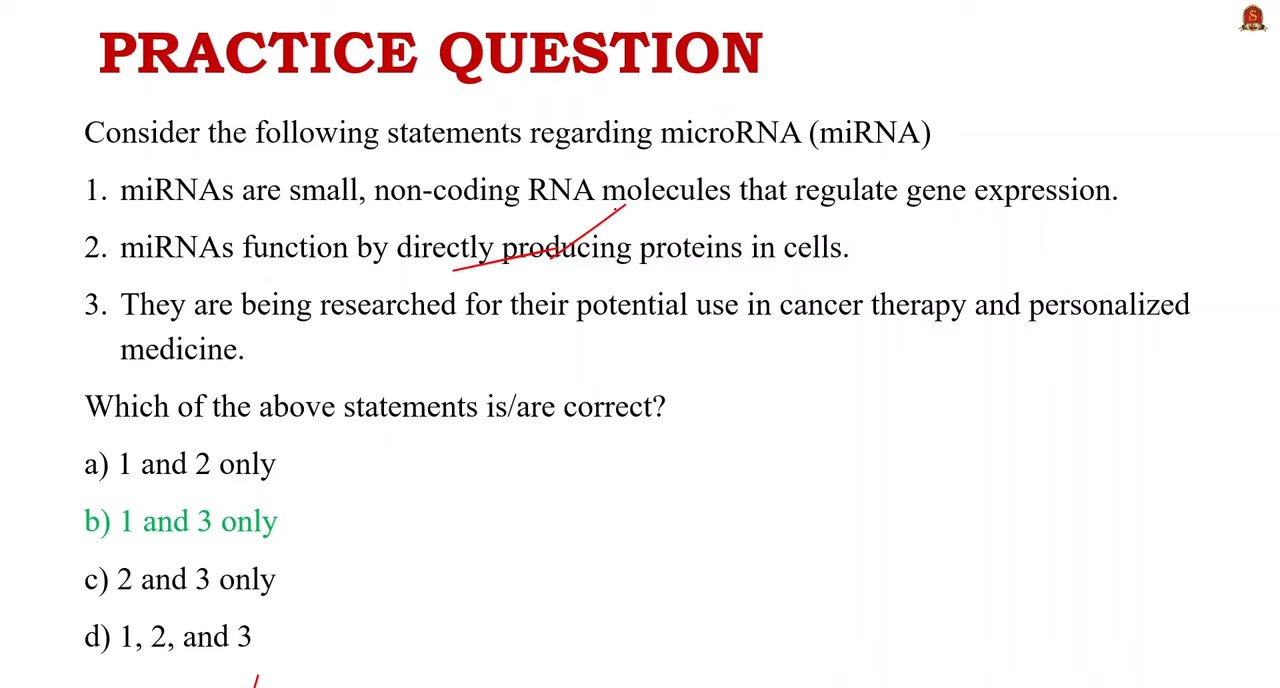 PRACTICE QUESTION
Consider the following statements regarding microRNA (miRNA)
1. miRNAs are small, non-coding RNA molecules that regulate gene expression.
2. miRNAs function by directly producing proteins in cells.
3. They are being researched for their potential use in cancer therapy and personalized
medicine.
Which of the above statements is/are correct?
a) 1 and 2 only
b) 1 and 3 only
c) 2 and 3 only
d) 1, 2, and 3